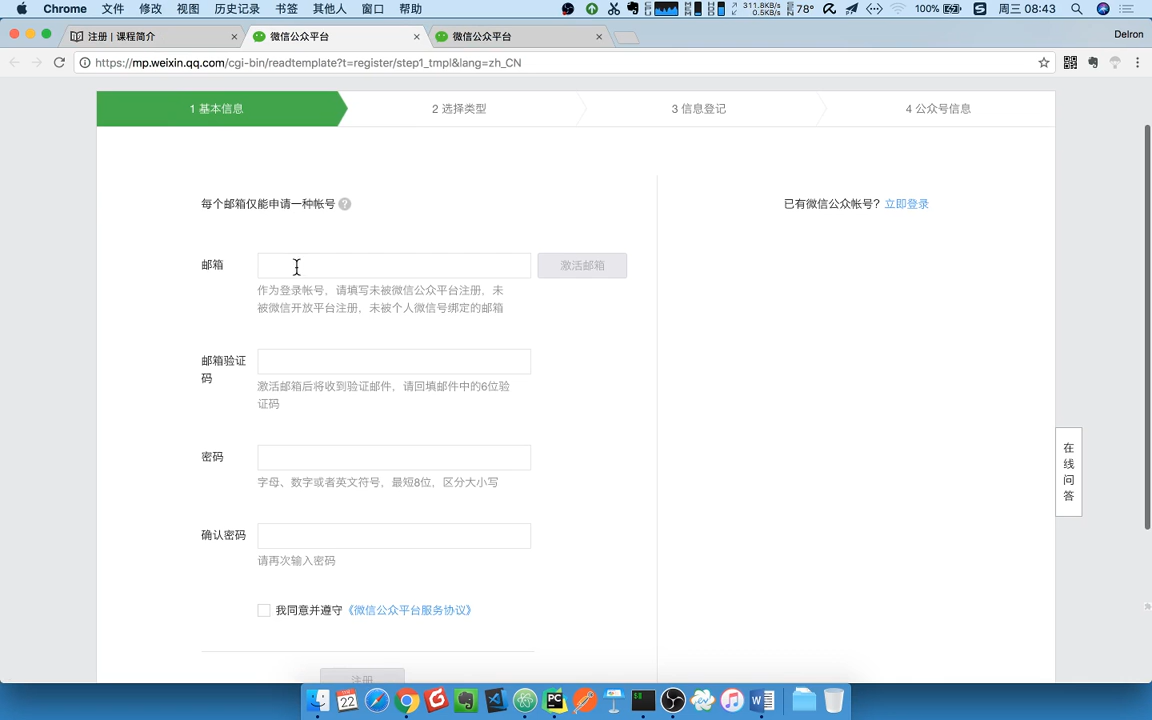 Chrome 文件 修改 视图 历史记录 书签 其他人 窗口 帮助 311.8KB/s 0.5KB/s 78° 100% 周三 08:43
注册 | 课程简介 微信公众平台 微信公众平台 Delron
https://mp.weixin.qq.com/cgi-bin/readtemplate?t=register/step1_tmpl&lang=zh_CN
1 基本信息 2 选择类型 3 信息登记 4 公众号信息
每个邮箱仅能申请一种帐号 ? 已有微信公众帐号？ 立即登录
邮箱 激活邮箱
作为登录帐号，请填写未被微信公众平台注册，未
被微信开放平台注册，未被个人微信号绑定的邮箱
邮箱验证
码
激活邮箱后将收到验证邮件，请回填邮件中的6位验
证码
密码
字母、数字或者英文符号，最短8位，区分大小写
确认密码
请再次输入密码
我同意并遵守《微信公众平台服务协议》
注册
在
线
问
答
22
PC